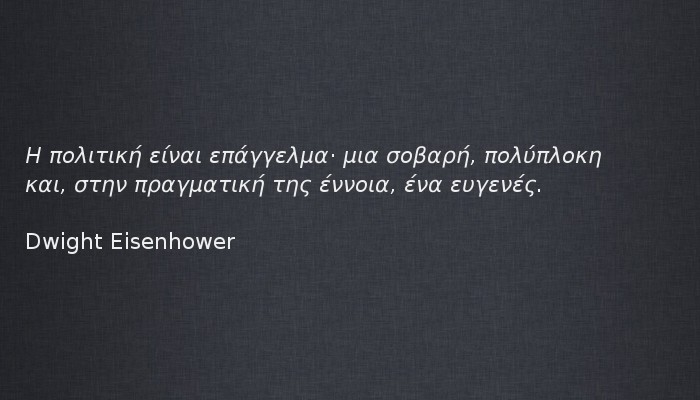 Η πολιτική είναι επάγγελμα· μια σοβαρή, πολύπλοκη
και, στην πραγματική της έννοια, ένα ευγενές.
Dwight Eisenhower